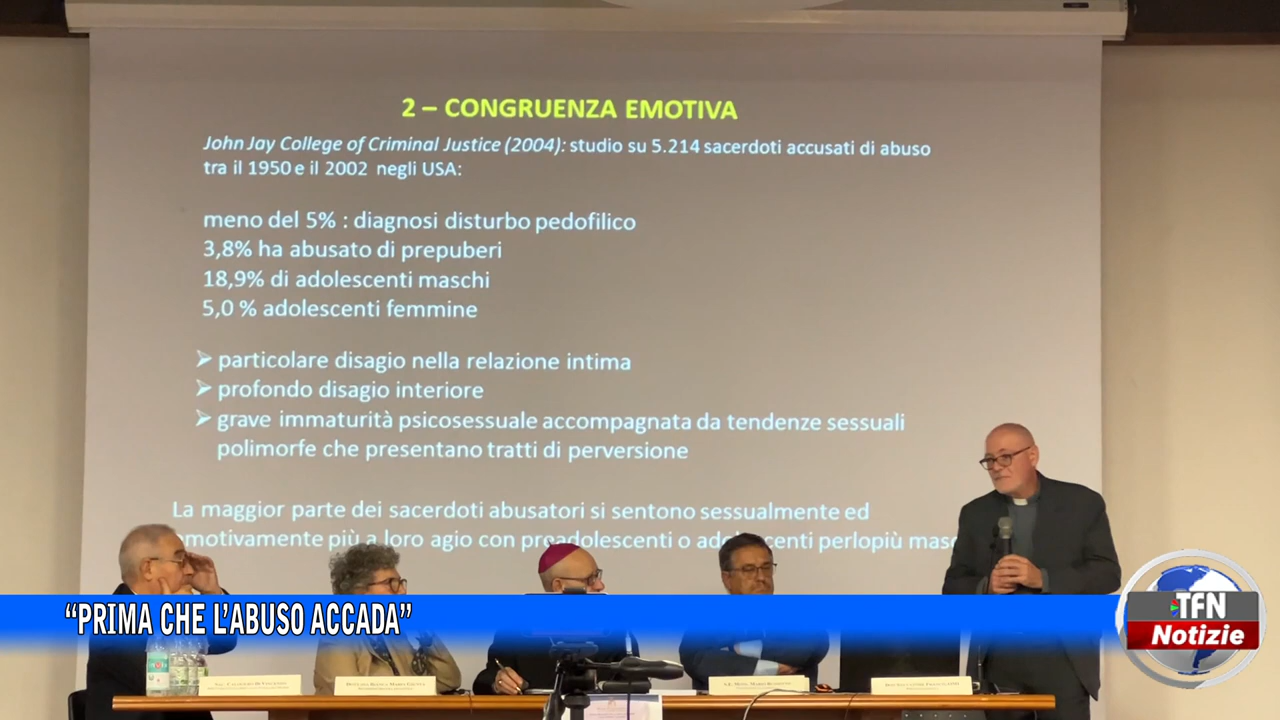 2 – CONGRUENZA EMOTIVA
John Jay College of Criminal Justice (2004): studio su 5.214 sacerdoti accusati di abuso
tra il 1950 e il 2002 negli USA:
meno del 5% : diagnosi disturbo pedofilico
3,8% ha abusato di prepuberi
18,9% di adolescenti maschi
5,0 % adolescenti femmine
particolare disagio nella relazione intima
profondo disagio interiore
grave immaturità psicosessuale accompagnata da tendenze sessuali
polimorfe che presentano tratti di perversione
La maggior parte dei sacerdoti abusatori si sentono sessualmente ed
più a loro agio con o perlopiù
“PRIMA CHE L’ABUSO ACCADA”
TFN
Notizie